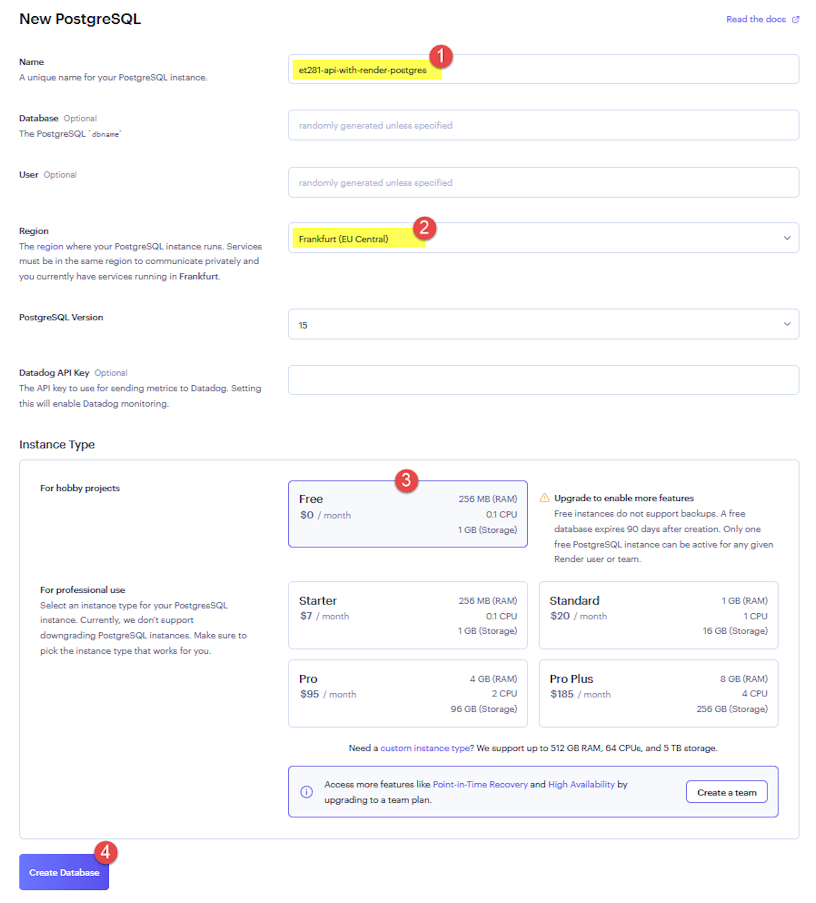 New PostgreSQL
Read the docs
Name
A unique name for your PostgreSQL instance.
1
et281-api-with-render-postgres
Database Optional
The PostgreSQL `dbname`
randomly generated unless specified
User Optional
randomly generated unless specified
Region
The region where your PostgreSQL instance runs. Services
must be in the same region to communicate privately and
you currently have services running in Frankfurt.
2
Frankfurt (EU Central)
PostgreSQL Version
15
Datadog API Key Optional
The API key to use for sending metrics to Datadog. Setting
this will enable Datadog monitoring.
Instance Type
For hobby projects
3
Free
$0 / month
256 MB (RAM)
0.1 CPU
1 GB (Storage)
Upgrade to enable more features
Free instances do not support backups. A free
database expires 90 days after creation. Only one
free PostgreSQL instance can be active for any given
Render user or team.
For professional use
Select an instance type for your PostgresSQL
instance. Currently, we don't support
downgrading PostgreSQL instances. Make sure to
pick the instance type that works for you.
Starter
$7 / month
256 MB (RAM)
0.1 CPU
1 GB (Storage)
Standard
$20 / month
1 GB (RAM)
1 CPU
16 GB (Storage)
Pro
$95 / month
4 GB (RAM)
2 CPU
96 GB (Storage)
Pro Plus
$185 / month
8 GB (RAM)
4 CPU
256 GB (Storage)
Need a custom instance type? We support up to 512 GB RAM, 64 CPUs, and 5 TB storage.
Access more features like Point-in-Time Recovery and High Availability by
upgrading to a team plan.
Create a team
4
Create Database